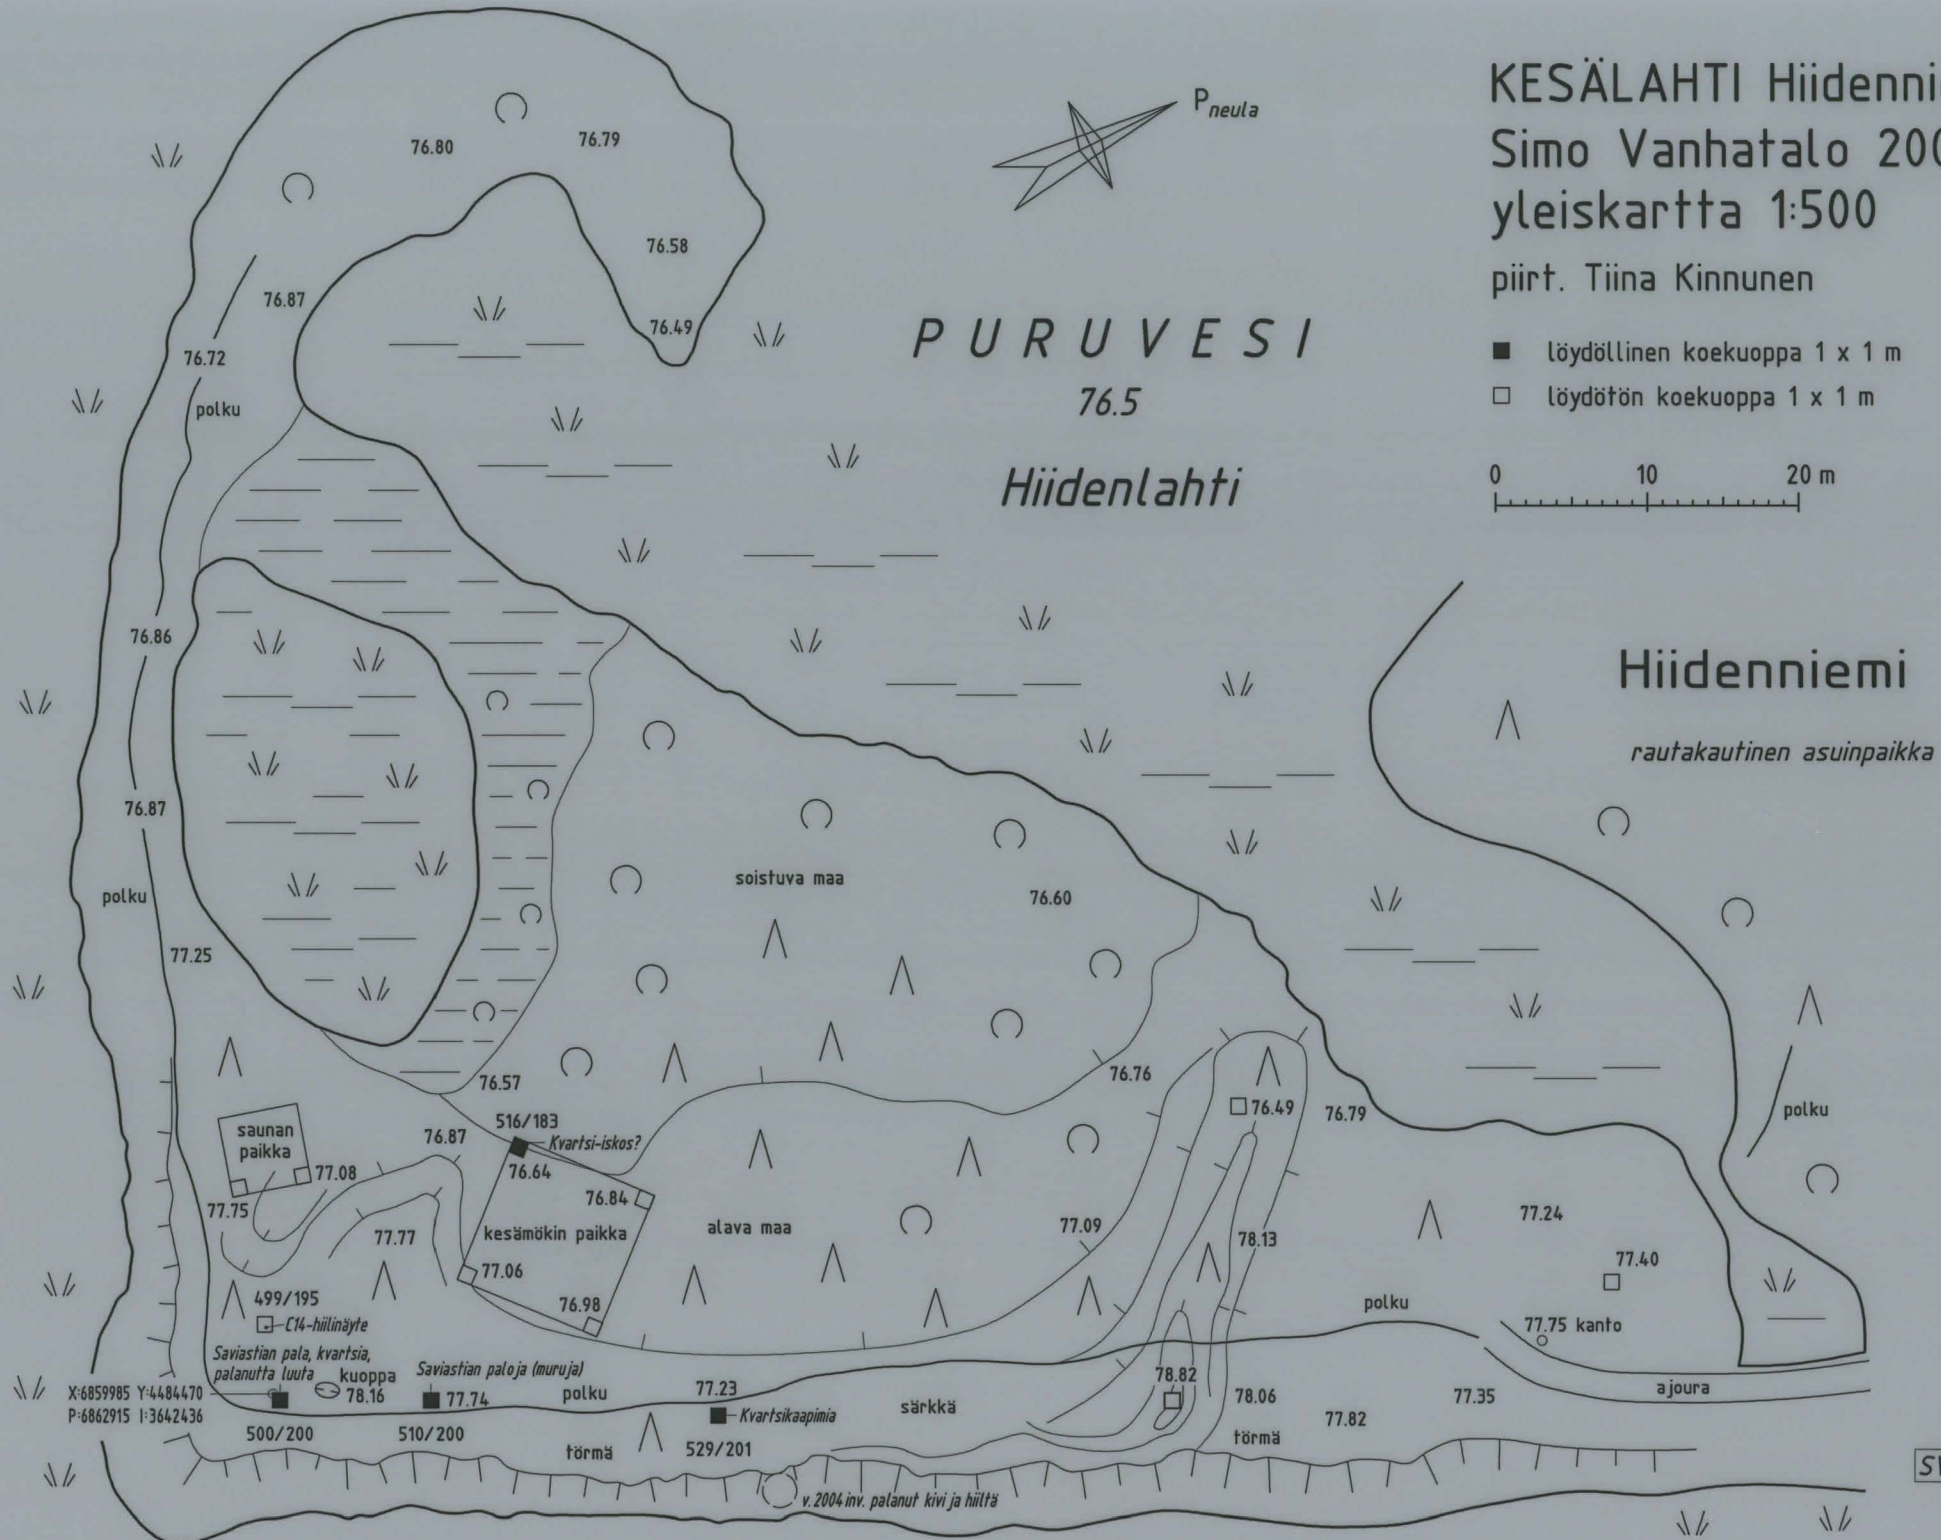 KESÄLAHTI
Simo Vanhatalo
yleiskartta 1:500
piirt. Tiina Kinnunen
löydöllinen koekuoppa 1 x 1 m
löydötön koekuoppa 1 x 1 m
0 10 20 m
Pneula
76.80
76.79
76.58
76.87
76.49
76.72
polku
PURUVESI
76.5
Hiidenlahti
Hiidenniemi
rautakautinen asuinpaikka
76.86
76.87
polku
77.25
soistuva maa
76.60
76.57
76.76
76.49
76.79
polku
saunan
paikka
77.08
77.75
76.87
516/183
Kvartsi-iskos?
76.64
76.84
77.77
kesämökin paikka
alava maa
77.09
78.13
77.24
77.06
77.40
76.98
499/195
C14-hiilinäyte
polku
77.75 kanto
Saviastian pala, kvartsia,
palanutta luuta
kuoppa
78.16
Saviastian paloja (muruja)
77.74
polku
77.23
särkkä
78.82
78.06
77.35
ajoura
X:6859985 Y:4484470
P:6862915 I:3642436
Kvartsikaapimia
77.82
500/200
510/200
törmä
529/201
törmä
v.2004 inv. palanut kivi ja hiiltä